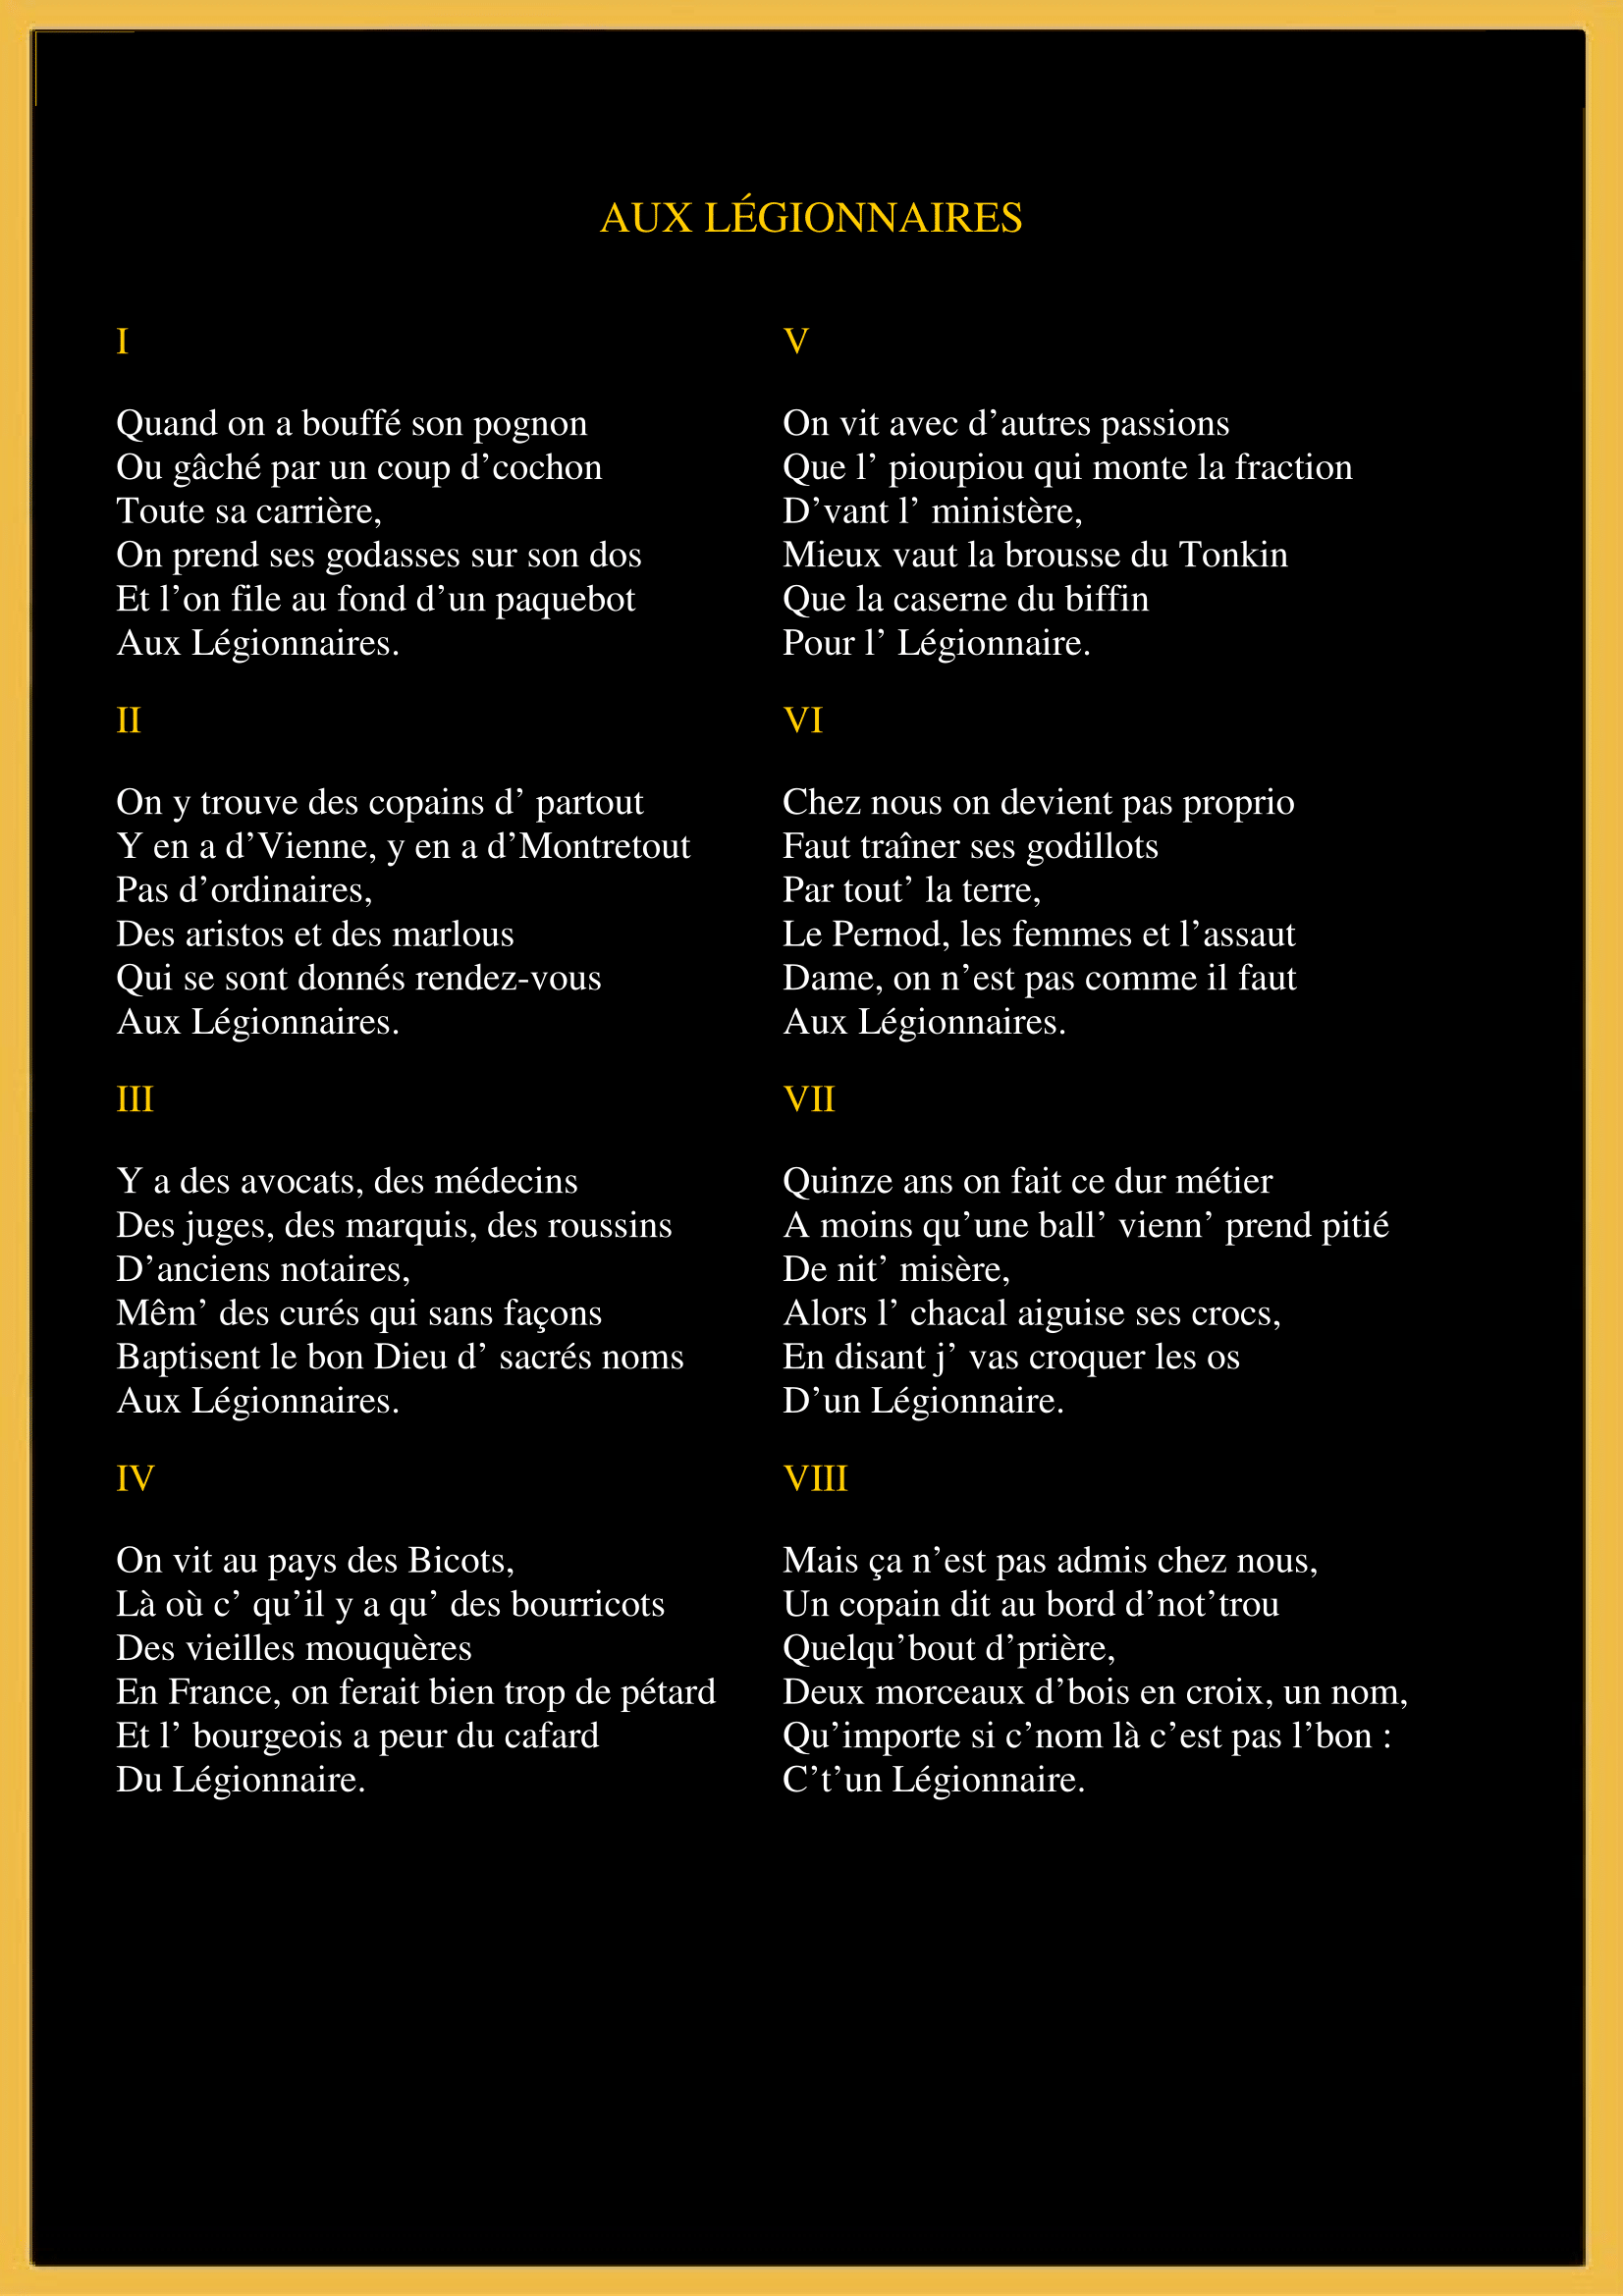 AUX LÉGIONNAIRES
I
Quand on a bouffé son pognon
Ou gâché par un coup d’cochon
Toute sa carrière,
On prend ses godasses sur son dos
Et l’on file au fond d’un paquebot
Aux Légionnaires.
II
On y trouve des copains d’ partout
Y en a d’Vienne, y en a d’Montretout
Pas d’ordinaires,
Des aristos et des marlous
Qui se sont donnés rendez-vous
Aux Légionnaires.
III
Y a des avocats, des médecins
Des juges, des marquis, des roussins
D’anciens notaires,
Mêm’ des curés qui sans façons
Baptisent le bon Dieu d’ sacrés noms
Aux Légionnaires.
IV
On vit au pays des Bicots,
Là où c’ qu’il y a qu’ des bourricots
Des vieilles mouquères
En France, on ferait bien trop de pétard
Et l’ bourgeois a peur du cafard
Du Légionnaire.
V
On vit avec d’autres passions
Que l’ pioupiou qui monte la fraction
D’vant l’ ministère,
Mieux vaut la brousse du Tonkin
Que la caserne du biffin
Pour l’ Légionnaire.
VI
Chez nous on devient pas proprio
Faut traîner ses godillots
Par tout’ la terre,
Le Pernod, les femmes et l’assaut
Dame, on n’est pas comme il faut
Aux Légionnaires.
VII
Quinze ans on fait ce dur métier
A moins qu’une ball’ vienn’ prend pitié
De nit’ misère,
Alors l’ chacal aiguise ses crocs,
En disant j’ vas croquer les os
D’un Légionnaire.
VIII
Mais ça n’est pas admis chez nous,
Un copain dit au bord d’not’trou
Quelqu’bout d’prière,
Deux morceaux d’bois en croix, un nom,
Qu’importe si c’nom là c’est pas l’bon :
C’t’un Légionnaire.